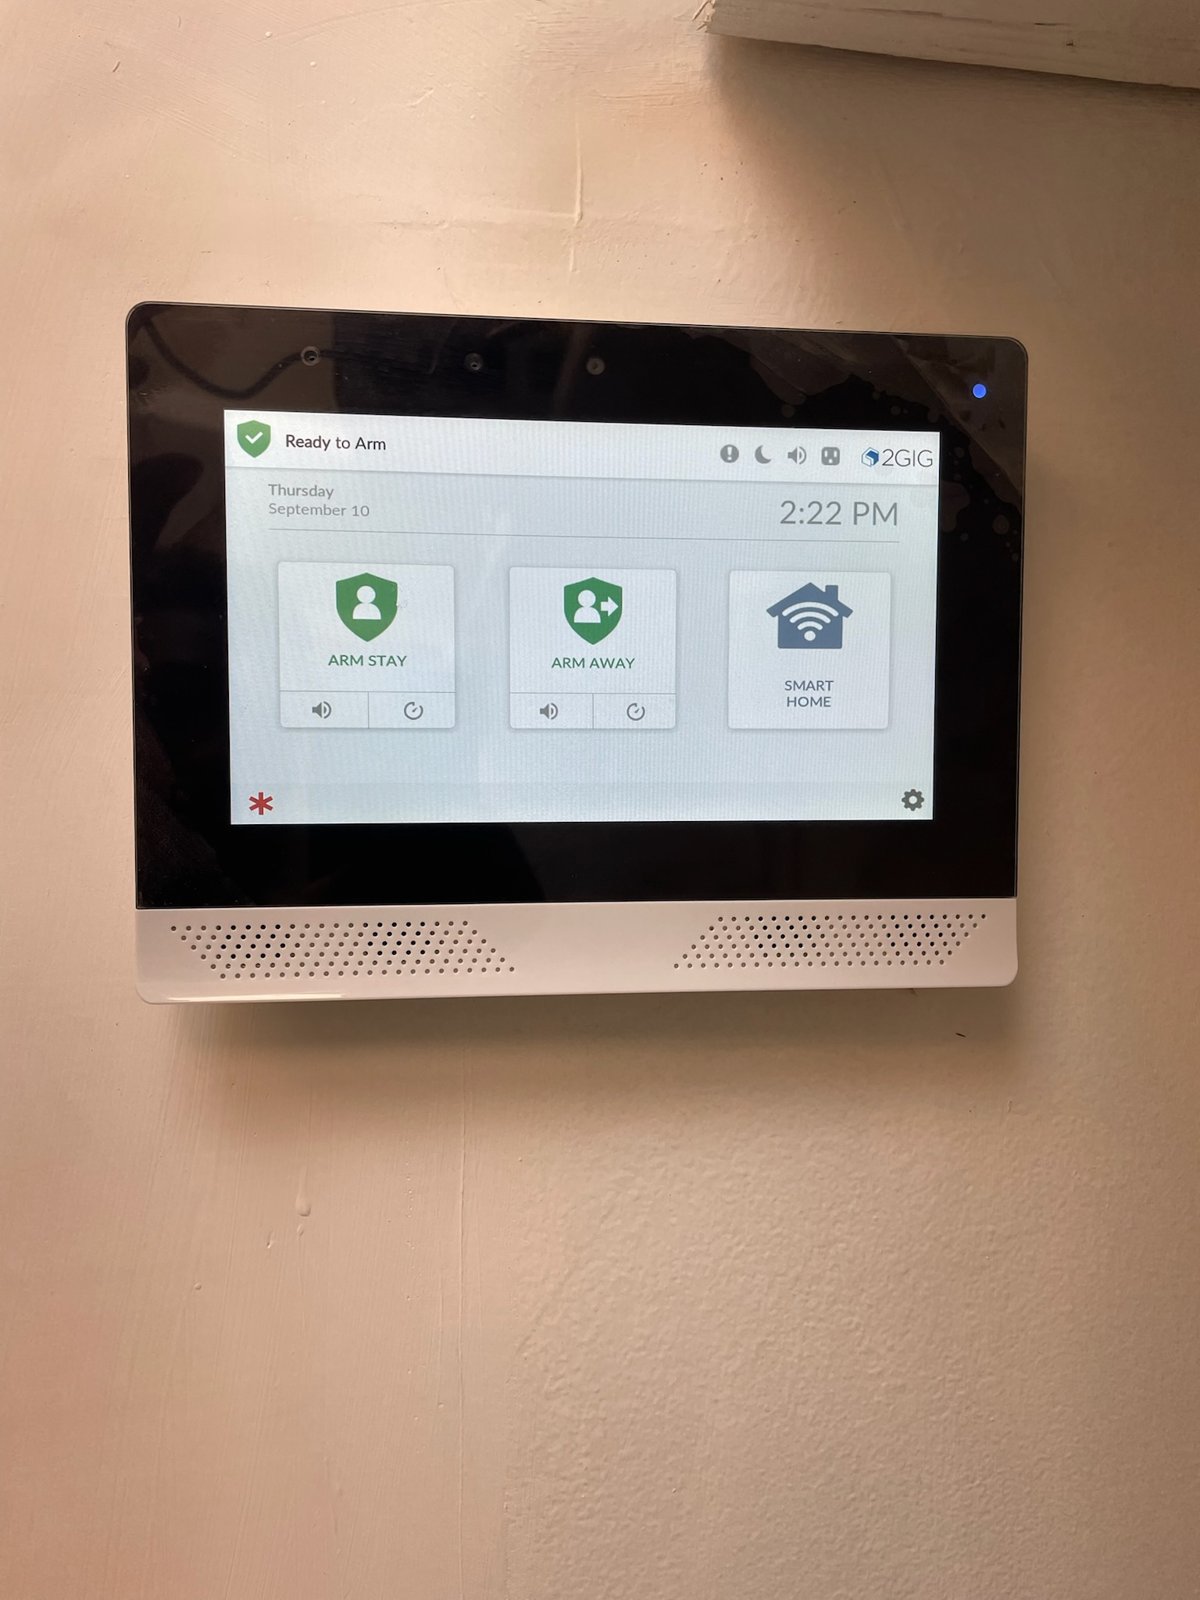 Ready to Arm
2GIG
Thursday
September 10
2:22 PM
ARM STAY
ARM AWAY
SMART
HOME